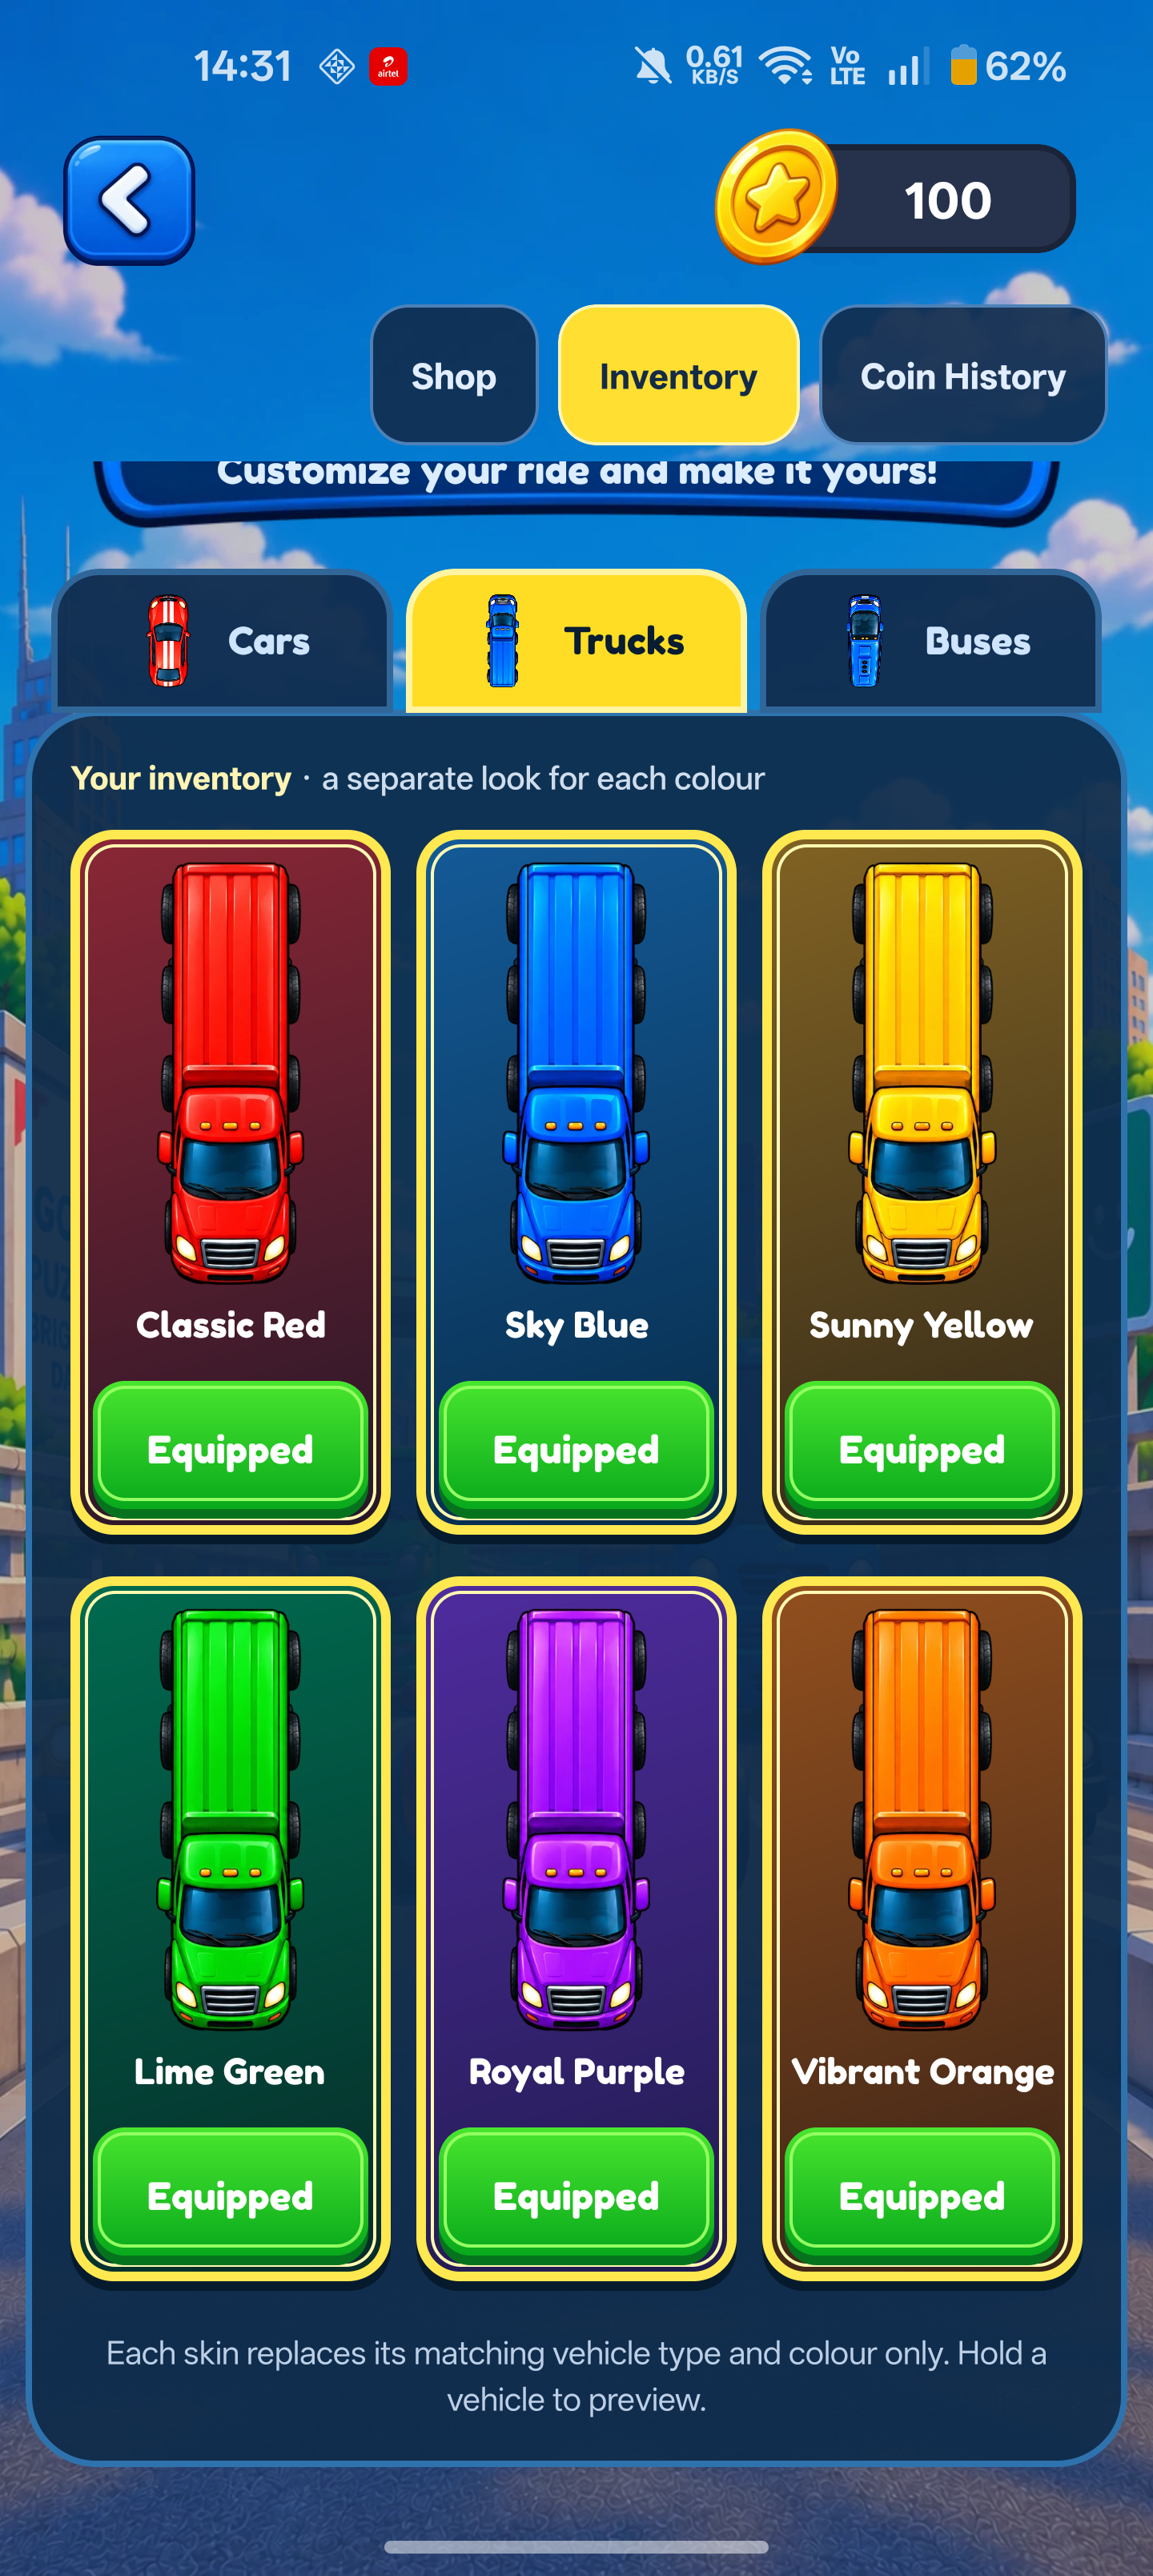 14:31
airtel
0.61
KB/S
Vo
LTE
62%
100
Shop
Inventory
Coin History
Customize your ride and make it yours!
Cars
Trucks
Buses
Your inventory · a separate look for each colour
Classic Red
Sky Blue
Sunny Yellow
Equipped
Equipped
Equipped
Lime Green
Royal Purple
Vibrant Orange
Equipped
Equipped
Equipped
Each skin replaces its matching vehicle type and colour only. Hold a
vehicle to preview.